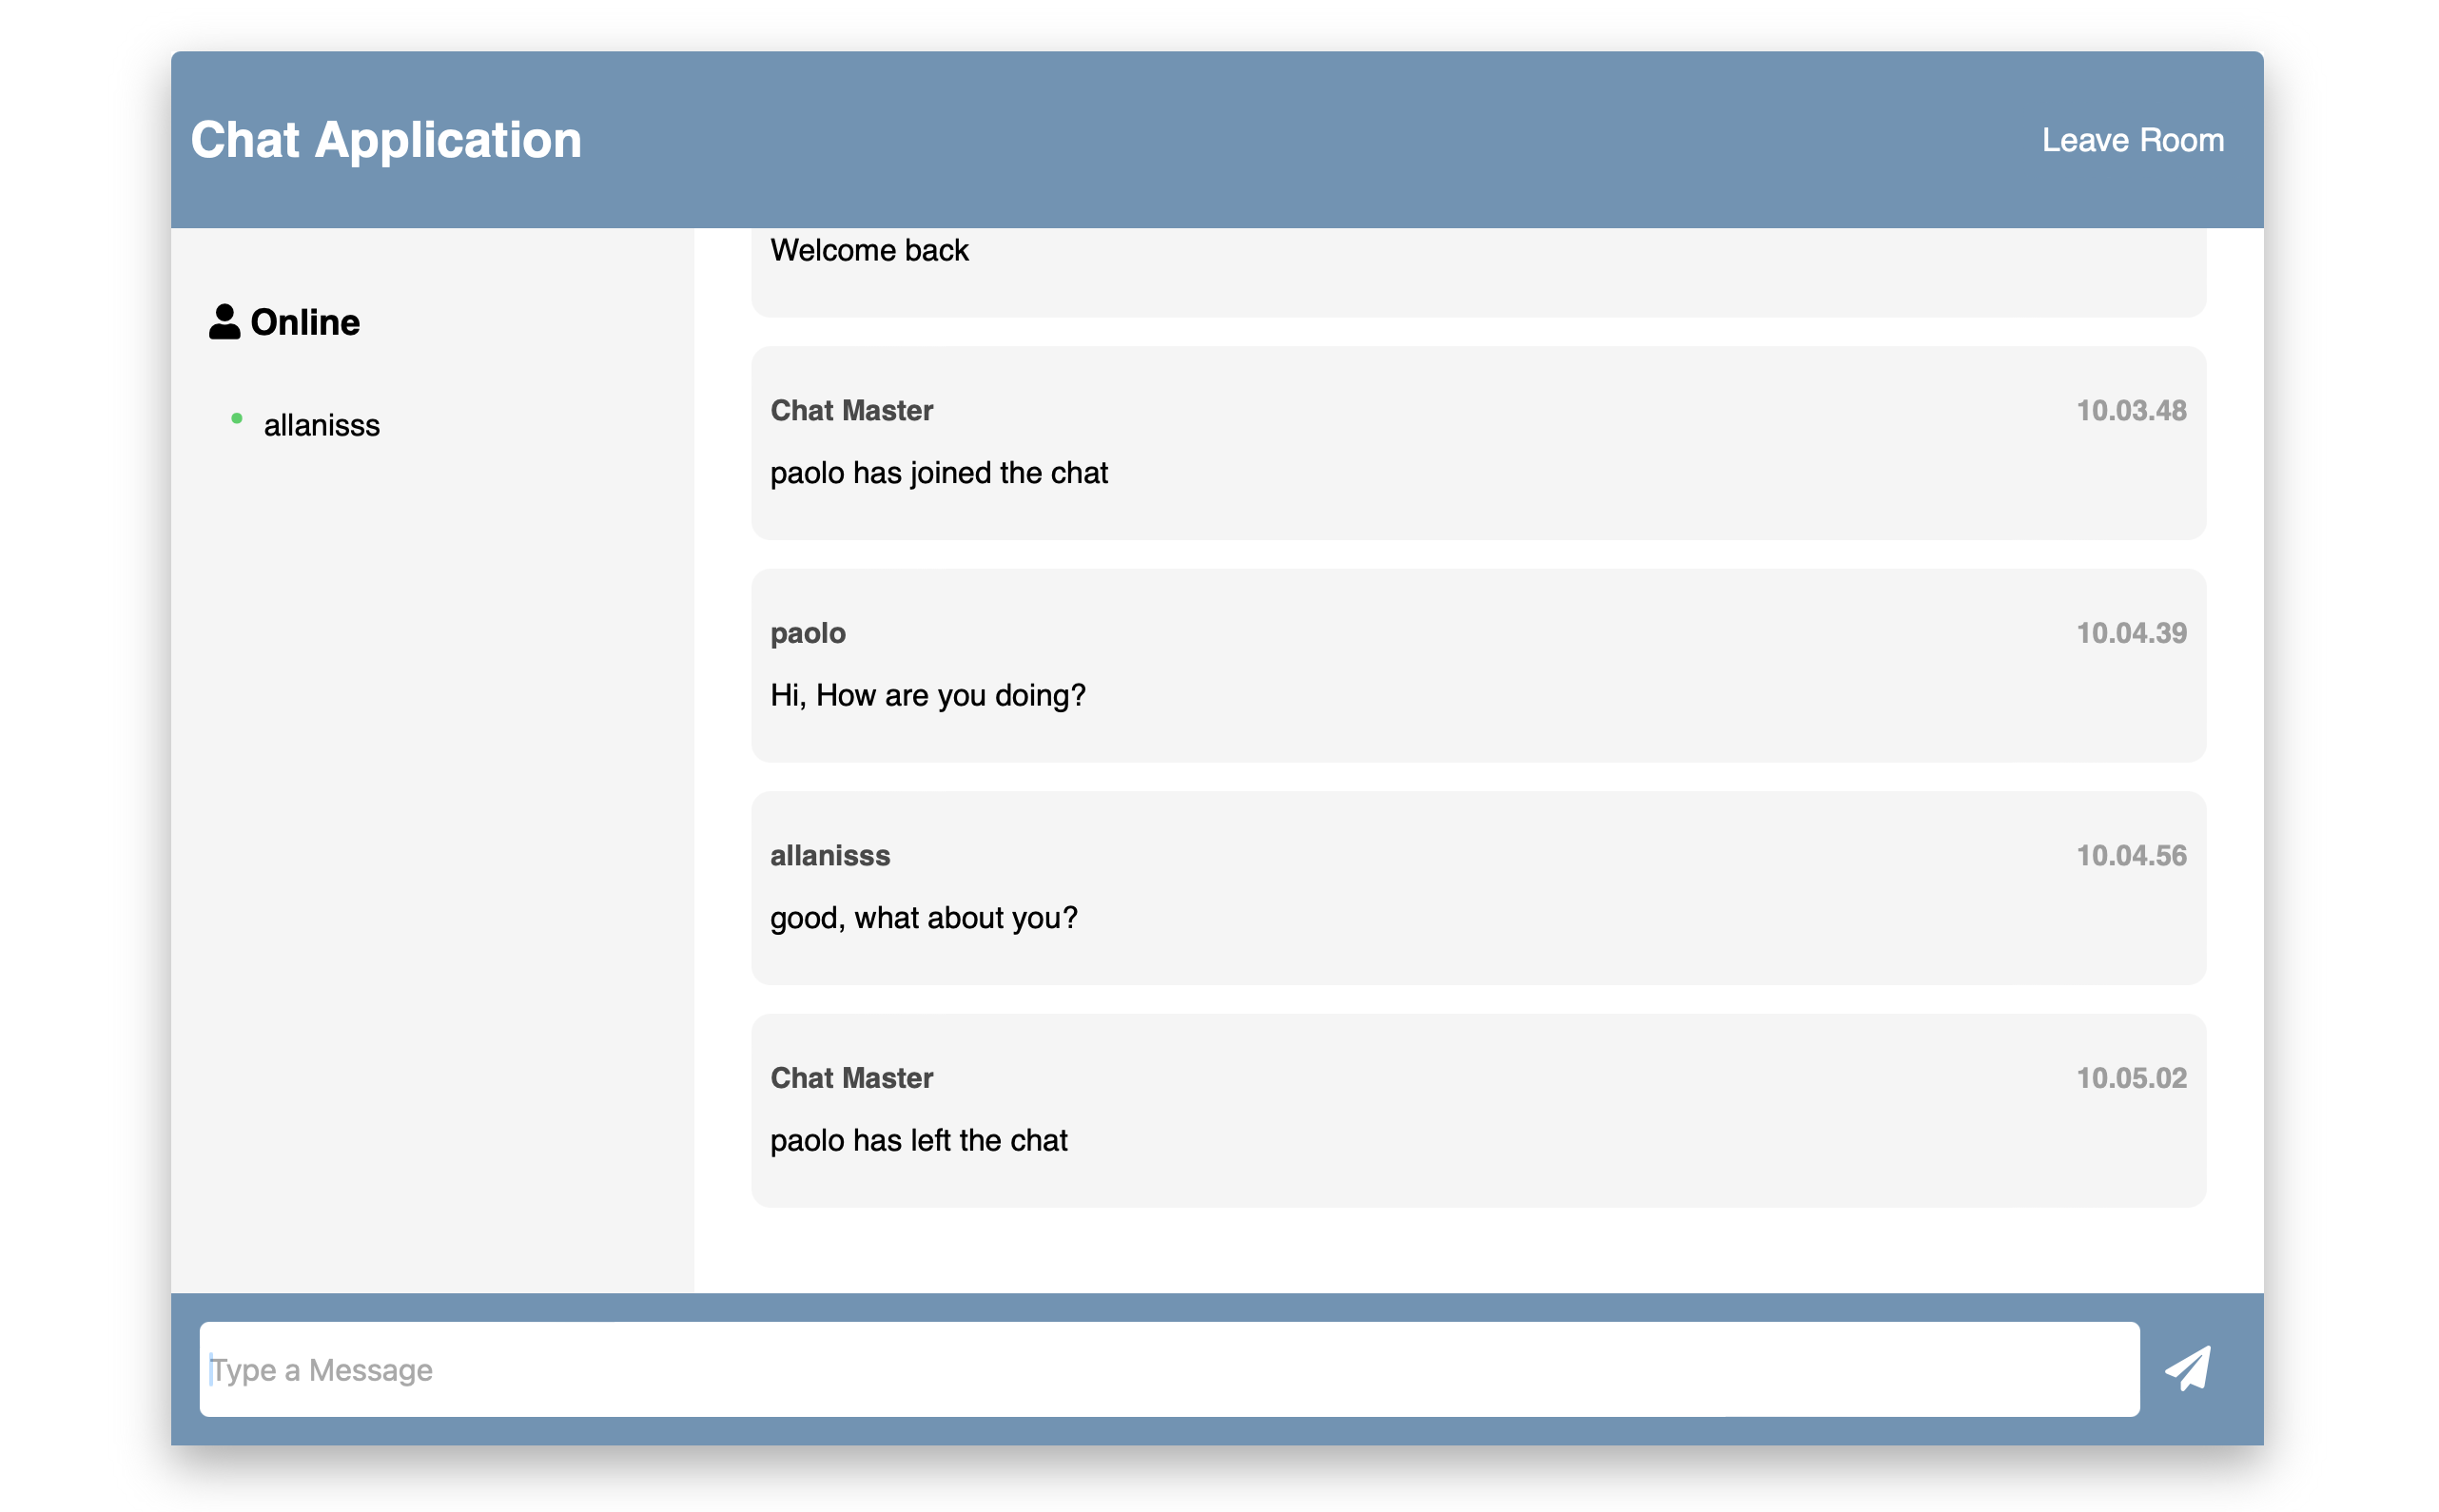 Chat Application
Leave Room
Online
allanisss
Welcome back
Chat Master 10.03.48
paolo has joined the chat
paolo 10.04.39
Hi, How are you doing?
allanisss 10.04.56
good, what about you?
Chat Master 10.05.02
paolo has left the chat
Type a Message